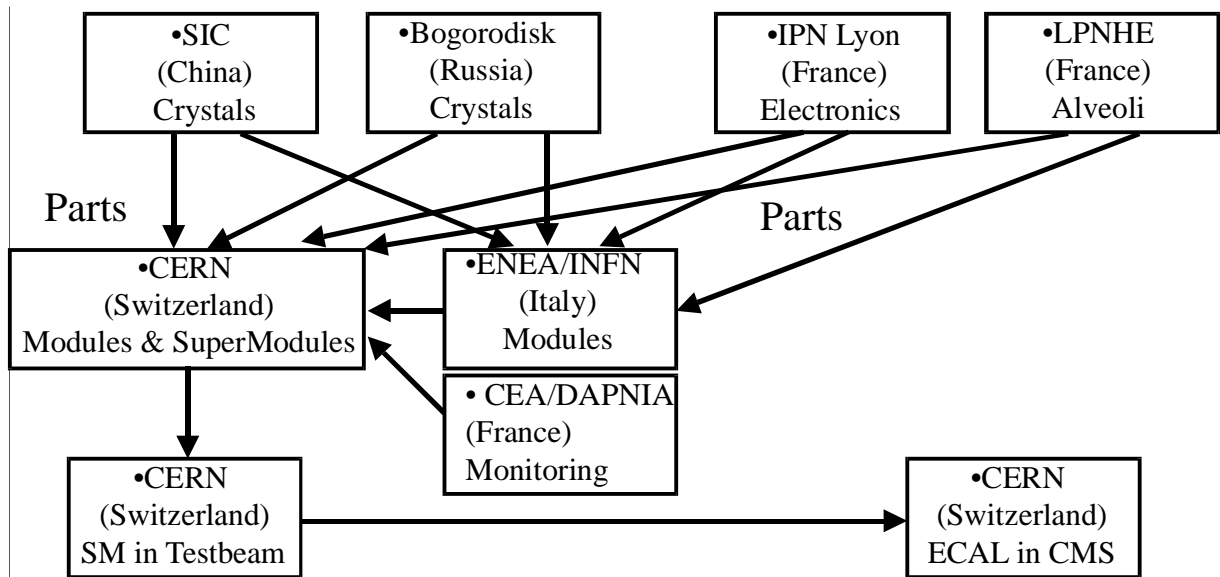 •SIC
(China)
Crystals
•Bogorodisk
(Russia)
Crystals
•IPN Lyon
(France)
Electronics
•LPNHE
(France)
Alveoli
Parts
Parts
•CERN
(Switzerland)
Modules & SuperModules
•ENEA/INFN
(Italy)
Modules
• CEA/DAPNIA
(France)
Monitoring
•CERN
(Switzerland)
SM in Testbeam
•CERN
(Switzerland)
ECAL in CMS